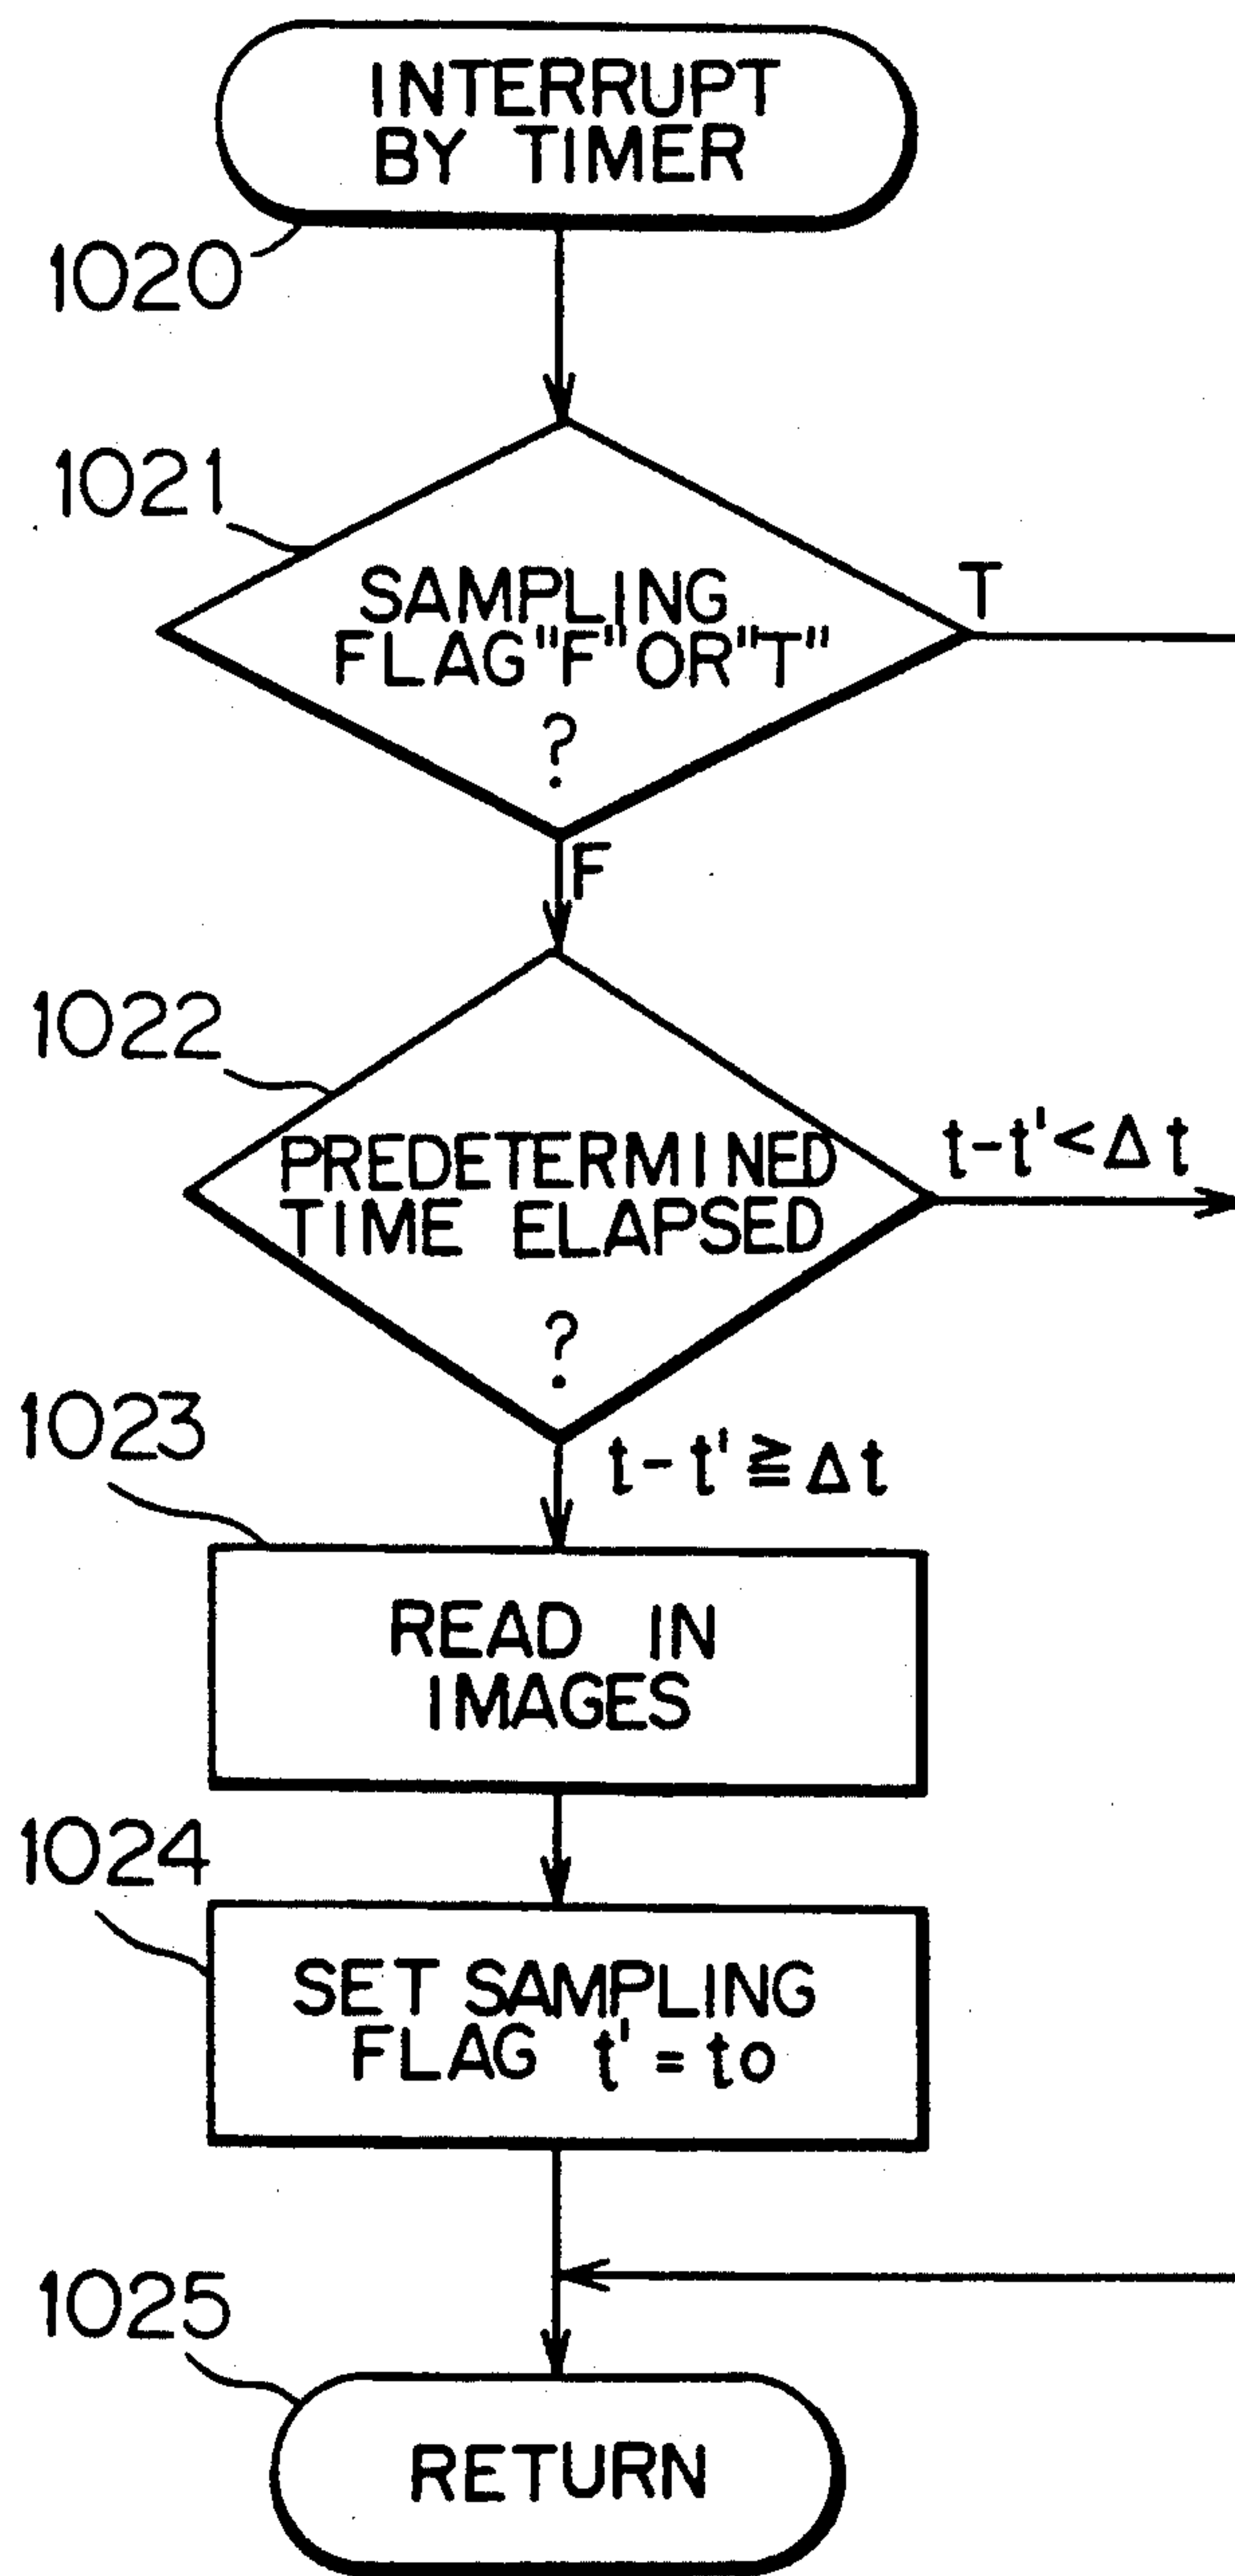 INTERRUPT
BY TIMER
1020
1021
SAMPLING
FLAG"F"OR"T"
?
T
F
1022
PREDETERMINED
TIME ELAPSED
?
t-t'<Δt
t-t'≧Δt
1023
READ IN
IMAGES
1024
SET SAMPLING
FLAG t'=to
1025
RETURN